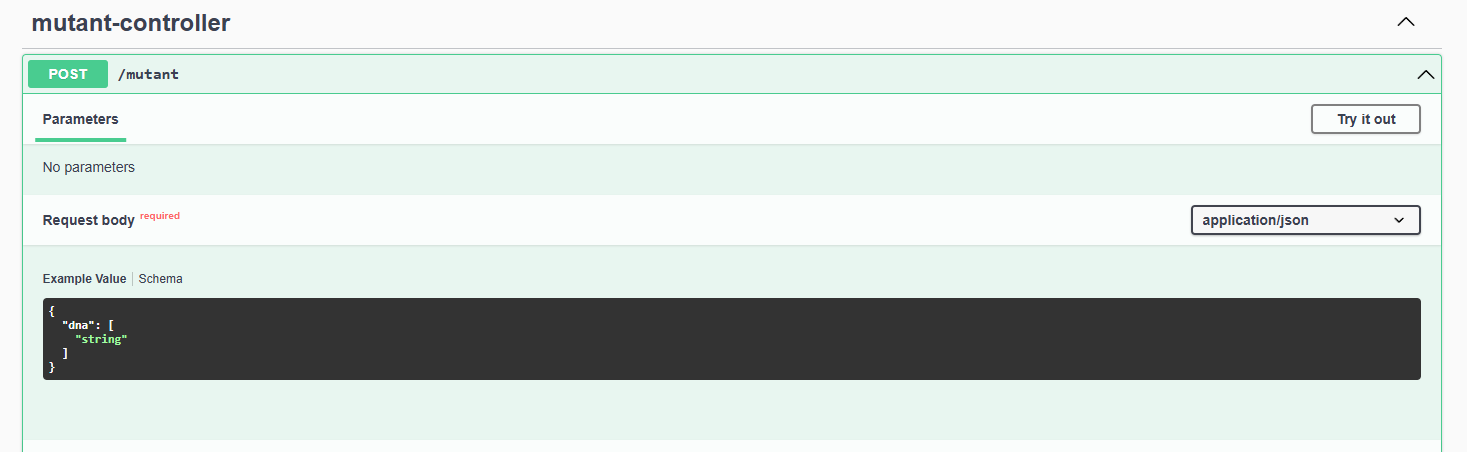 mutant-controller
POST /mutant
Parameters
Try it out
No parameters
Request body required
application/json
Example Value | Schema
{
  "dna": [
    "string"
  ]
}